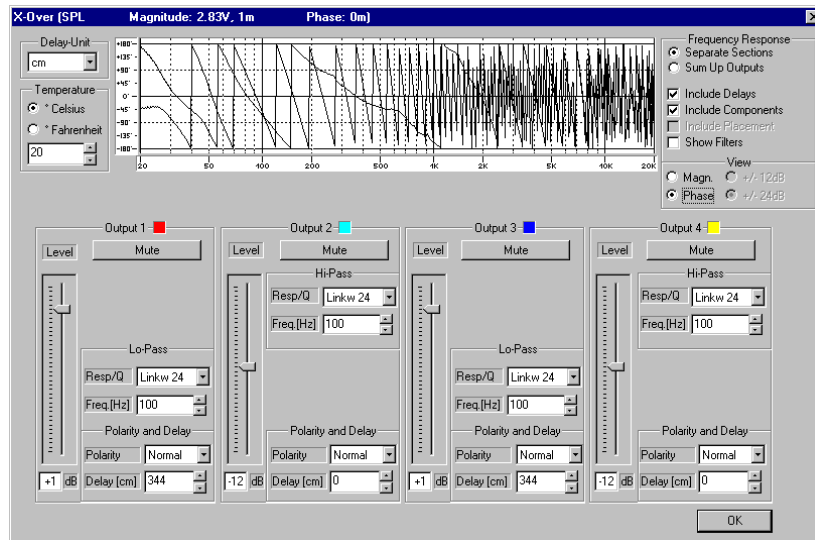 X-Over (SPL Magnitude: 2.83V, 1m Phase: 0m)
Delay-Unit
cm
Temperature
° Celsius
° Fahrenheit
20
+180°
+135°
+90°
+45°
0°
-45°
-90°
-135°
-180°
20 50 100 200 500 1K 2K 5K 10K 20K
Frequency Response
Separate Sections
Sum Up Outputs
Include Delays
Include Components
Include Placement
Show Filters
View
Magn. +/-12dB
Phase +/-24dB
Output 1
Level
Mute
Lo-Pass
Resp/Q Linkw 24
Freq.[Hz] 100
Polarity and Delay
Polarity Normal
+1 dB Delay [cm] 344
Output 2
Level
Mute
Hi-Pass
Resp/Q Linkw 24
Freq.[Hz] 100
Polarity and Delay
Polarity Normal
-12 dB Delay [cm] 0
Output 3
Level
Mute
Lo-Pass
Resp/Q Linkw 24
Freq.[Hz] 100
Polarity and Delay
Polarity Normal
+1 dB Delay [cm] 344
Output 4
Level
Mute
Hi-Pass
Resp/Q Linkw 24
Freq.[Hz] 100
Polarity and Delay
Polarity Normal
-12 dB Delay [cm] 0
OK